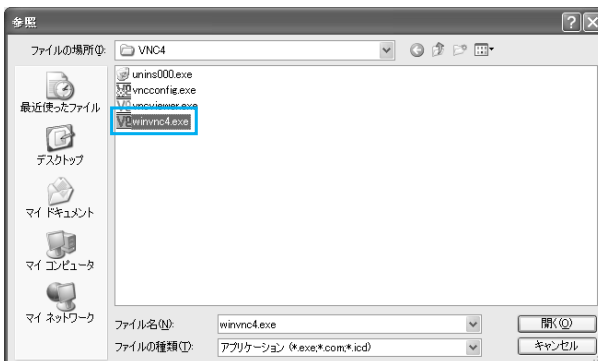 参照
ファイルの場所(I):
VNC4
unins000.exe
vncconfig.exe
vncviewer.exe
winvnc4.exe
最近使ったファイル
デスクトップ
マイ ドキュメント
マイ コンピュータ
マイ ネットワーク
ファイル名(N):
winvnc4.exe
開く(O)
ファイルの種類(T):
アプリケーション (*.exe;*.com;*.icd)
キャンセル